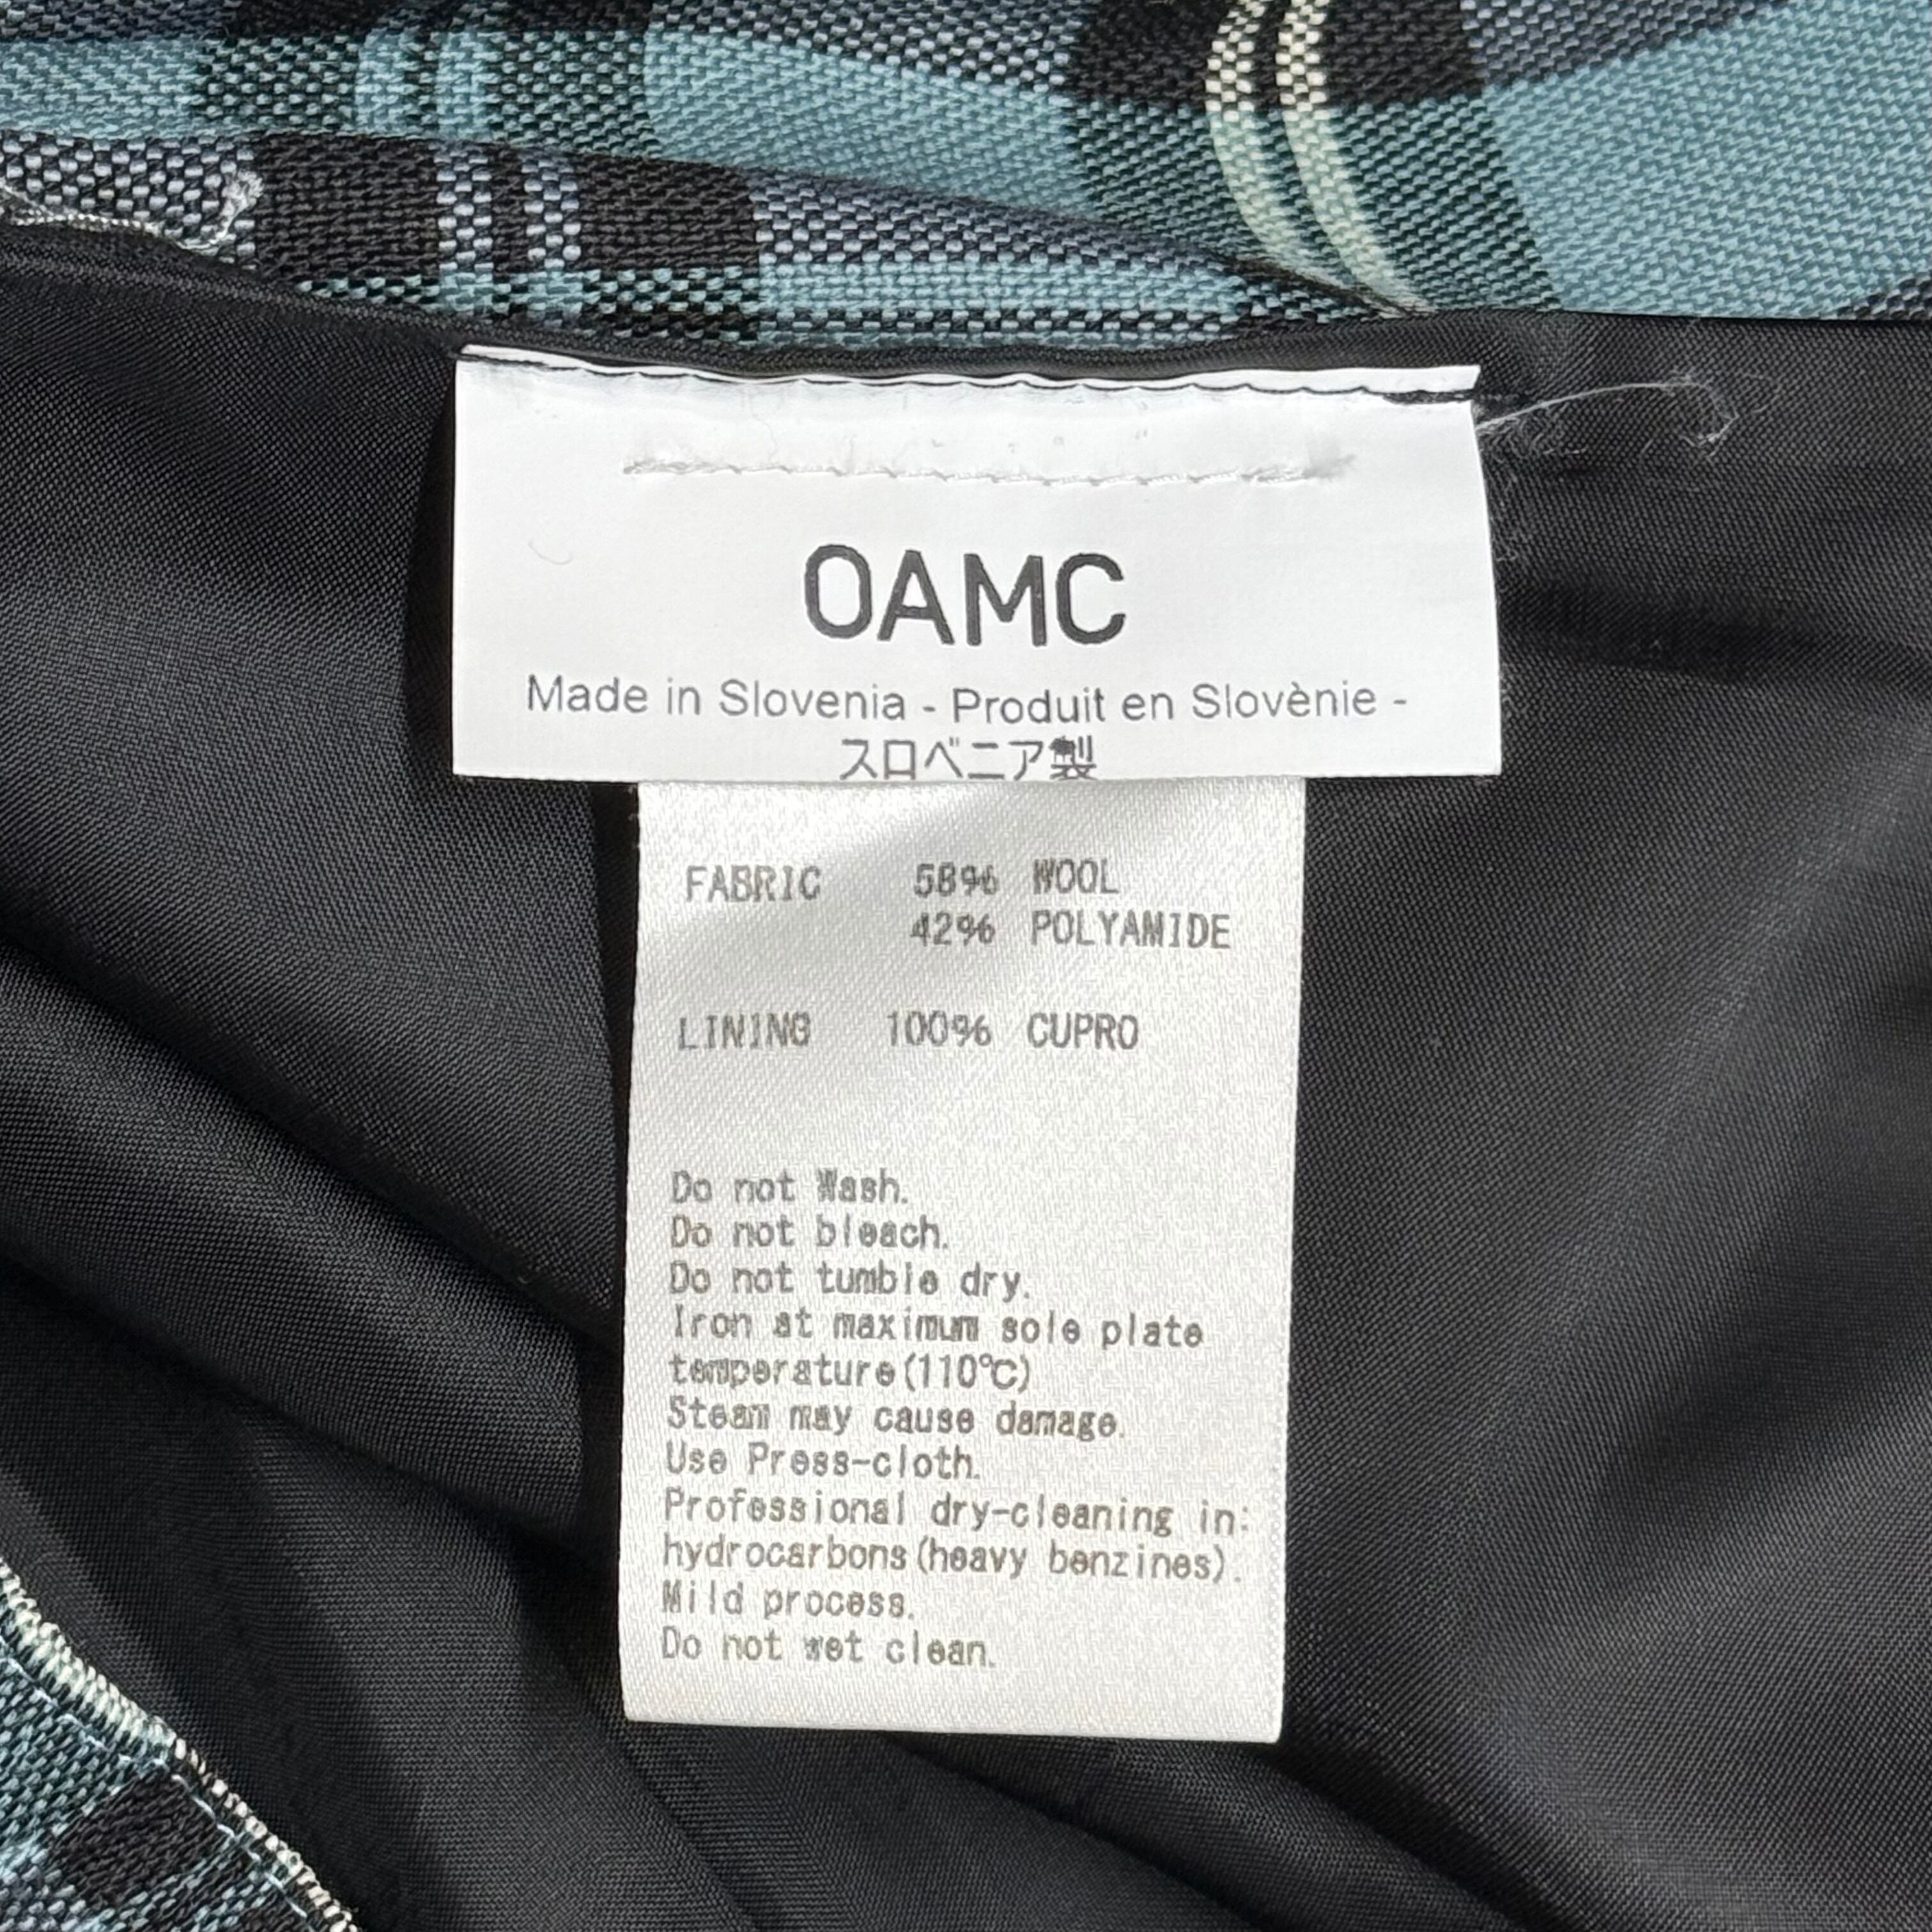 OAMC
Made in Slovenia - Produit en Slovènie -
スロベニア製
FABRIC 58% WOOL
42% POLYAMIDE
LINING 100% CUPRO
Do not Wash.
Do not bleach.
Do not tumble dry.
Iron at maximum sole plate
temperature(110℃)
Steam may cause damage.
Use Press-cloth.
Professional dry-cleaning in:
hydrocarbons(heavy benzines).
Mild process.
Do not wet clean.